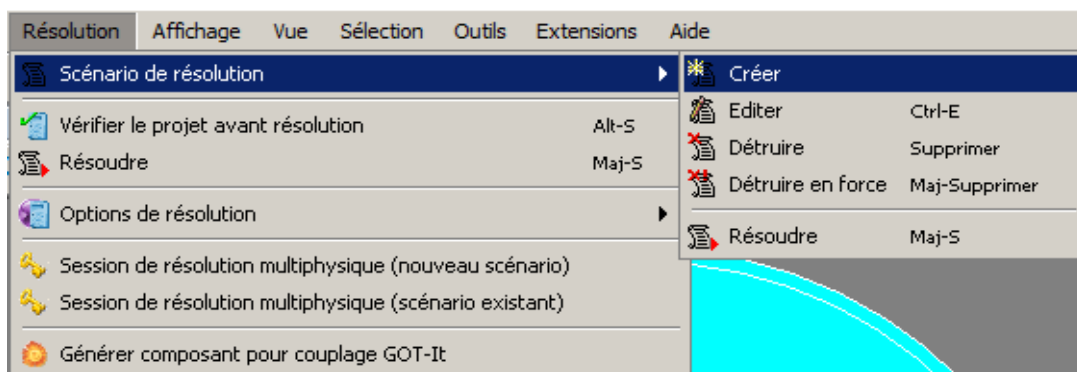 Résolution Affichage Vue Sélection Outils Extensions Aide
Scénario de résolution
Vérifier le projet avant résolution Alt-S
Résoudre Maj-S
Options de résolution
Session de résolution multiphysique (nouveau scénario)
Session de résolution multiphysique (scénario existant)
Générer composant pour couplage GOT-It
Créer
Editer Ctrl-E
Détruire Supprimer
Détruire en force Maj-Supprimer
Résoudre Maj-S